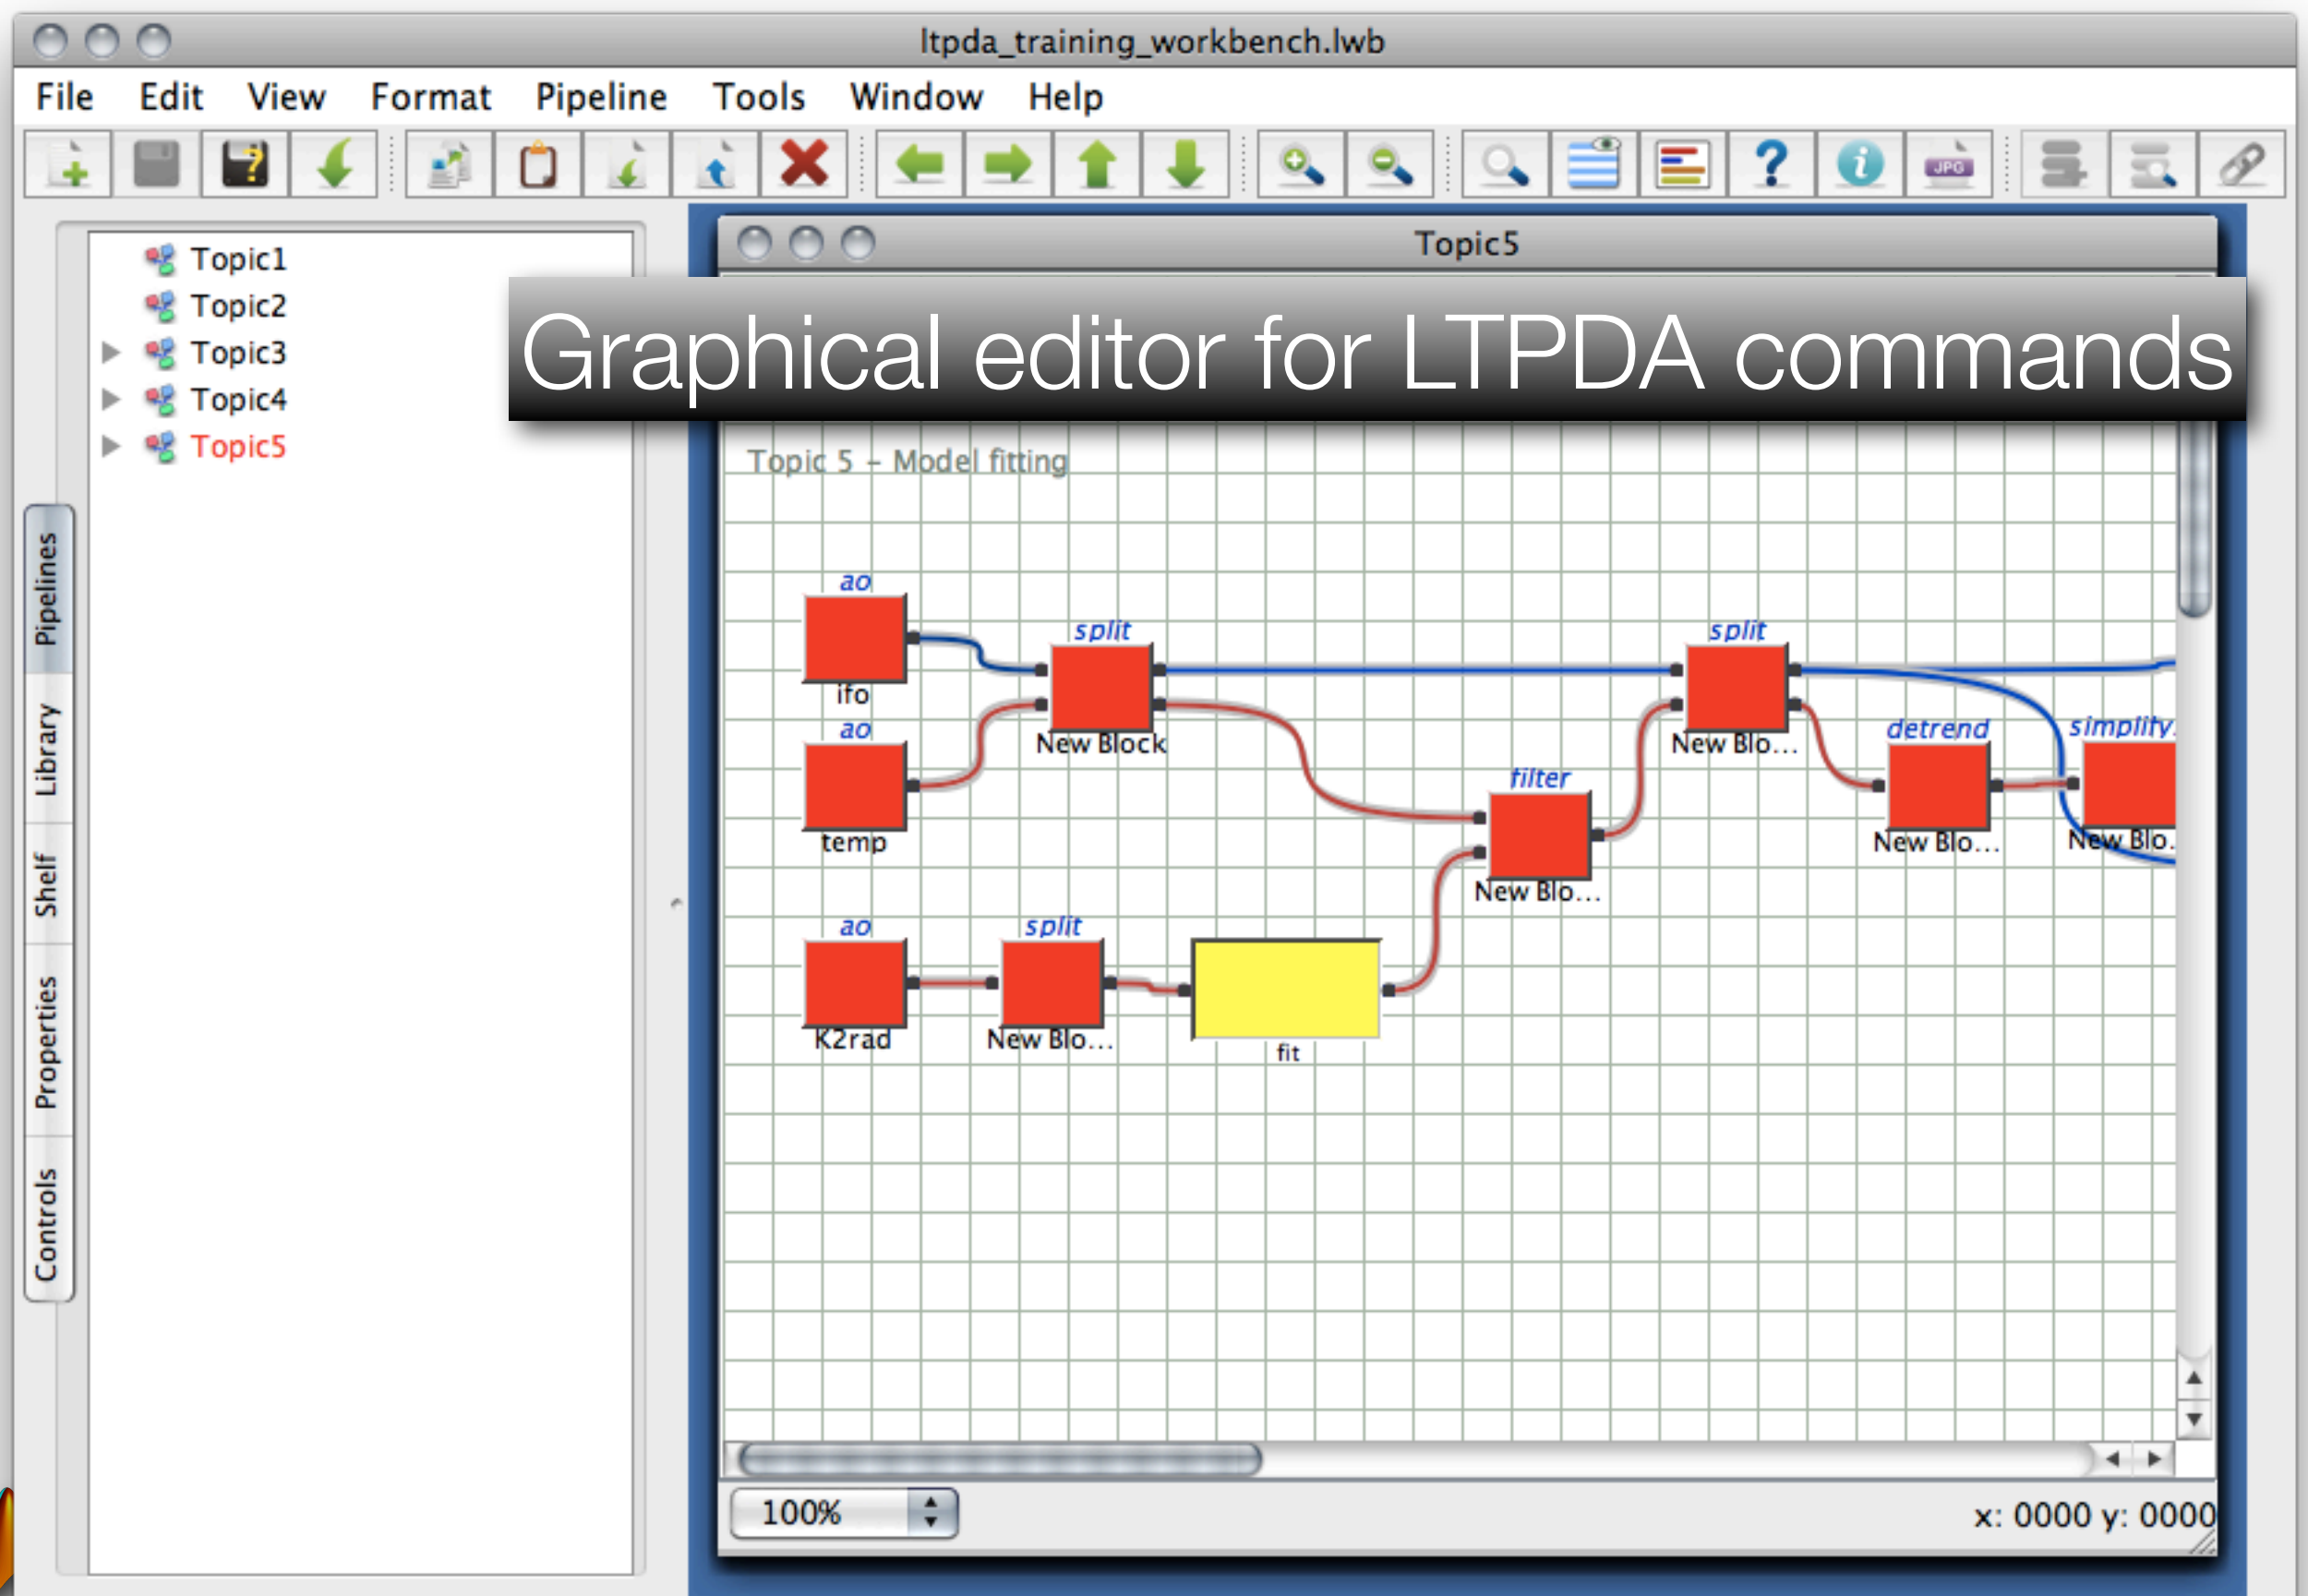 ltpda_training_workbench.lwb
File Edit View Format Pipeline Tools Window Help
JPG
Topic1
Topic2
Topic3
Topic4
Topic5
Pipelines
Library
Shelf
Properties
Controls
Topic5
Graphical editor for LTPDA commands
Topic 5 – Model fitting
ao
ifo
split
New Block
split
New Blo...
ao
temp
detrend
New Blo...
simplify.
New Blo.
filter
New Blo...
ao
K2rad
split
New Blo...
fit
100%
x: 0000 y: 0000